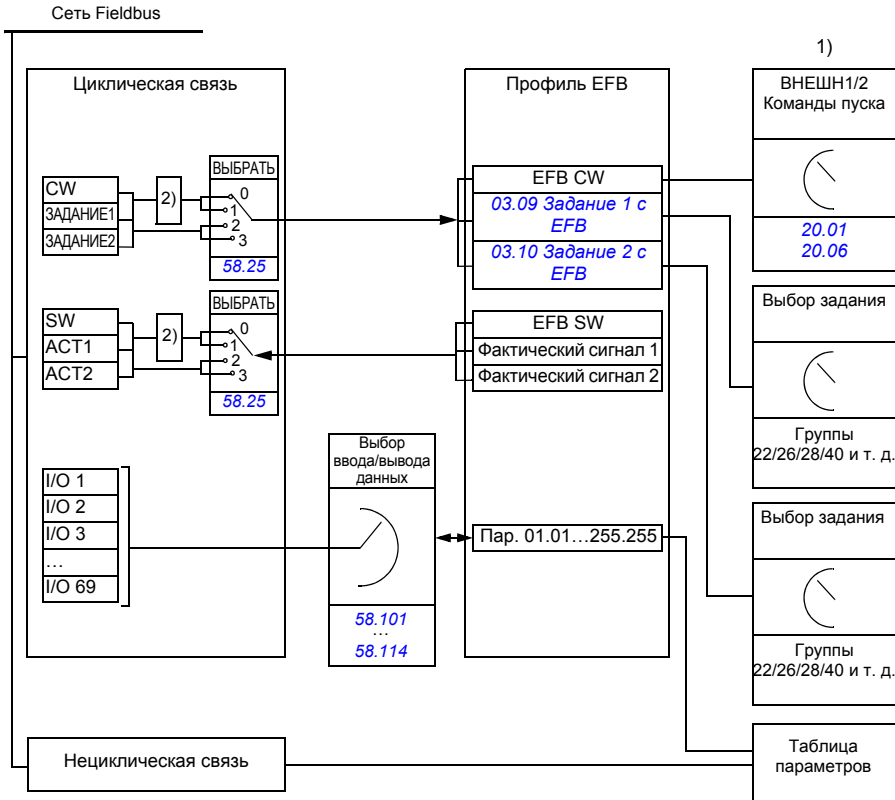 Сеть Fieldbus
Циклическая связь
CW
ЗАДАНИЕ1
ЗАДАНИЕ2
2)
ВЫБРАТЬ
0
1
2
3
58.25
SW
ACT1
ACT2
2)
ВЫБРАТЬ
0
1
2
3
58.25
I/O 1
I/O 2
I/O 3
…
I/O 69
Выбор
ввода/вывода
данных
58.101
…
58.114
Профиль EFB
EFB CW
03.09 Задание 1 с
EFB
03.10 Задание 2 с
EFB
EFB SW
Фактический сигнал 1
Фактический сигнал 2
Пар. 01.01…255.255
1)
ВНЕШН1/2
Команды пуска
20.01
20.06
Выбор задания
Группы
22/26/28/40 и т. д.
Выбор задания
Группы
22/26/28/40 и т. д.
Нециклическая связь
Таблица
параметров